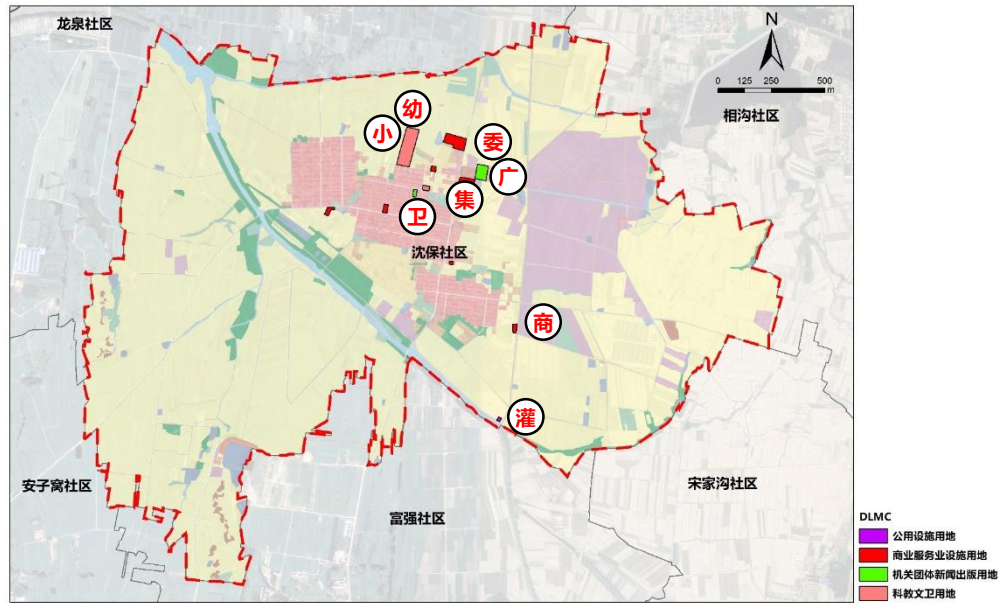 龙泉社区
N
0 125 250 500
m
相沟社区
幼
小
委
广
集
卫
沈保社区
商
灌
安子窝社区
富强社区
宋家沟社区
DLMC
公用设施用地
商业服务业设施用地
机关团体新闻出版用地
科教文卫用地